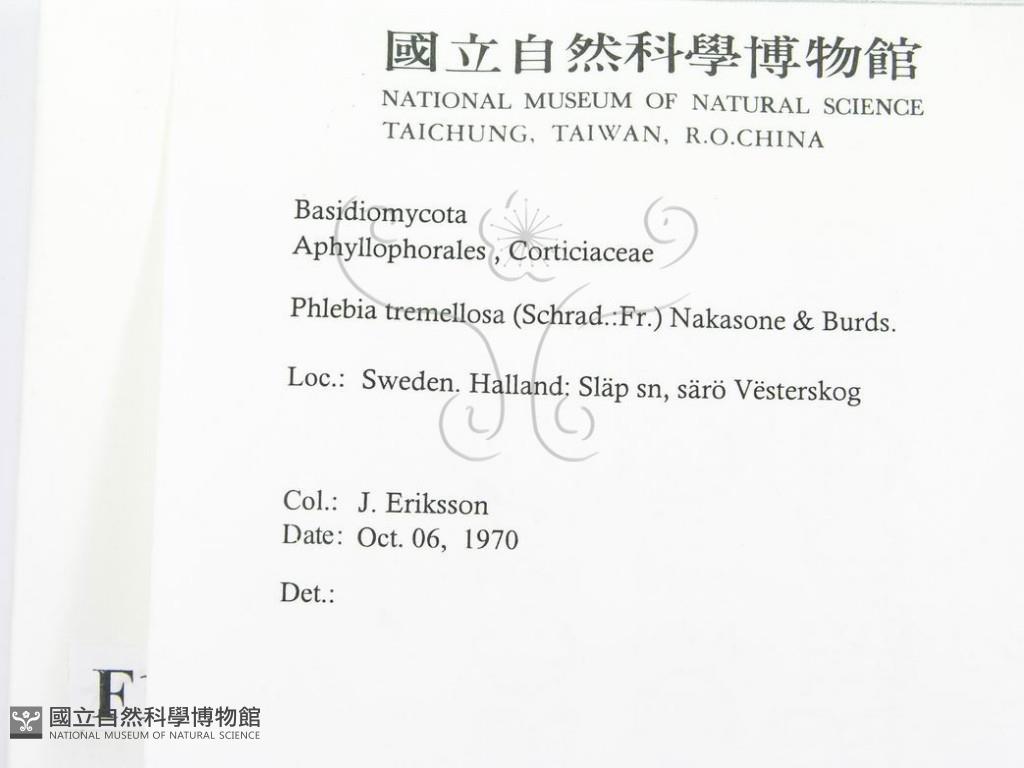 國立自然科學博物館
NATIONAL MUSEUM OF NATURAL SCIENCE
TAICHUNG, TAIWAN, R.O.CHINA
Basidiomycota
Aphyllophorales , Corticiaceae
Phlebia tremellosa (Schrad.:Fr.) Nakasone & Burds.
Loc.: Sweden. Halland: Släp sn, särö Vësterskog
Col.: J. Eriksson
Date: Oct. 06, 1970
Det.:
F
國立自然科學博物館
NATIONAL MUSEUM OF NATURAL SCIENCE